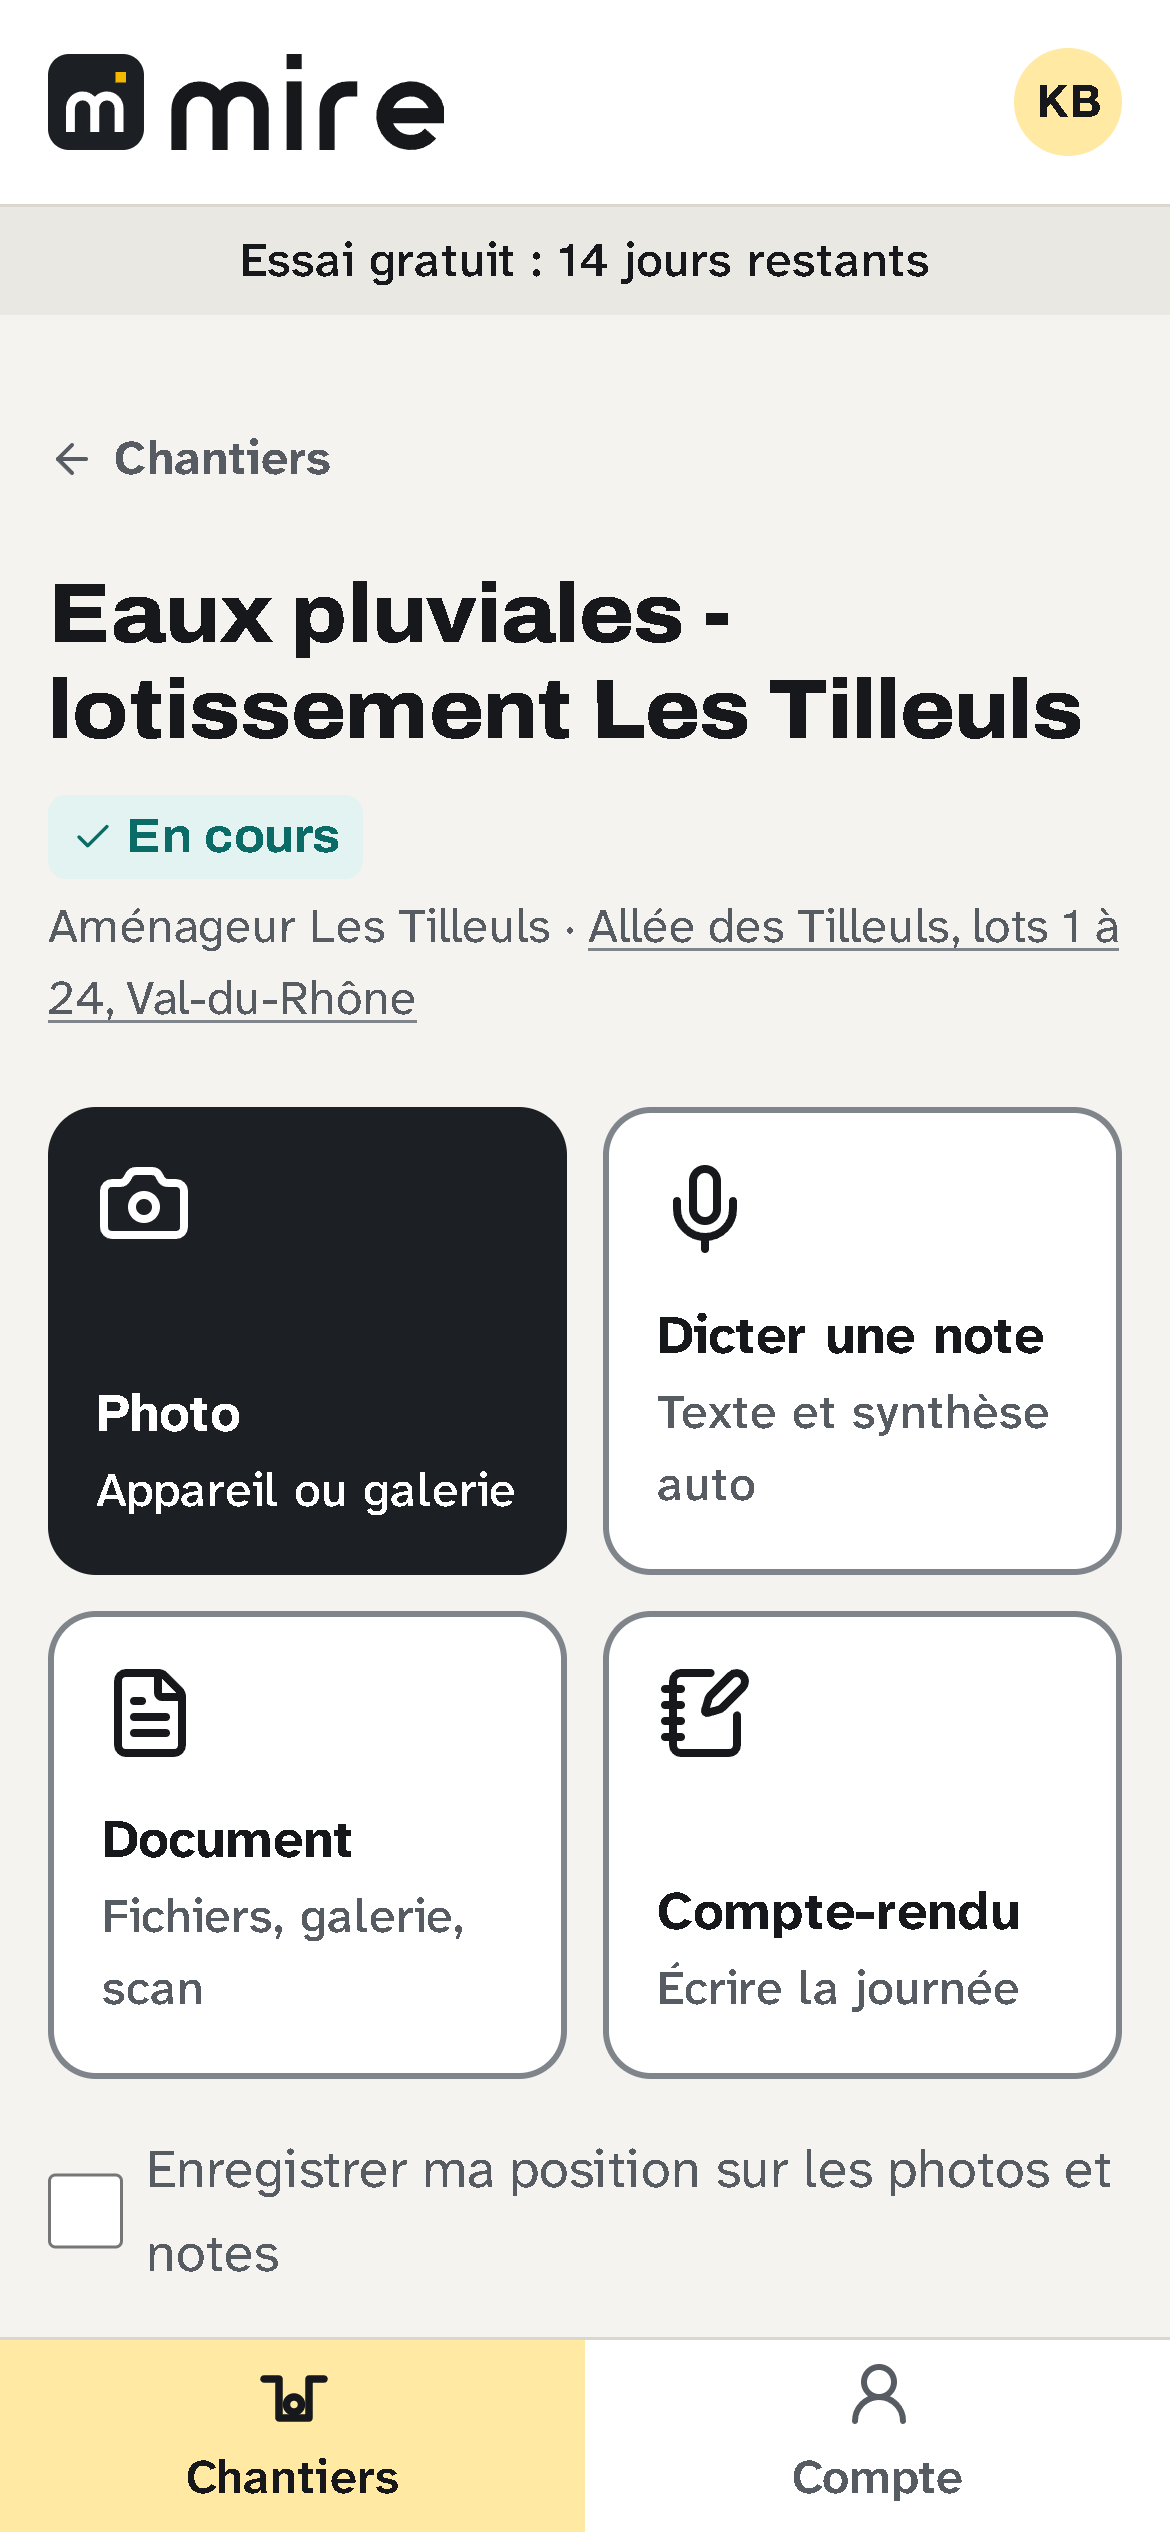 m mire
KB
Essai gratuit : 14 jours restants
← Chantiers
Eaux pluviales -
lotissement Les Tilleuls
✓ En cours
Aménageur Les Tilleuls · Allée des Tilleuls, lots 1 à
24, Val-du-Rhône
Photo
Appareil ou galerie
Dicter une note
Texte et synthèse
auto
Document
Fichiers, galerie,
scan
Compte-rendu
Écrire la journée
Enregistrer ma position sur les photos et
notes
Chantiers
Compte